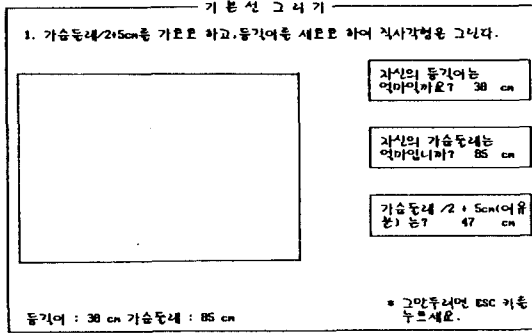 기본선 그리기
1. 가슴둘레/2+5cm를 가로로 하고,등길이를 세로로 하여 직사각형을 그린다.
자신의 등길이는
얼마일까요? 38 cm
자신의 가슴둘레는
얼마입니까? 85 cm
가슴둘레 /2 + 5cm(여유
분) 는? 47 cm
* 그만두려면 ESC 키를
누르세요.
등길이 : 38 cm 가슴둘레 : 85 cm